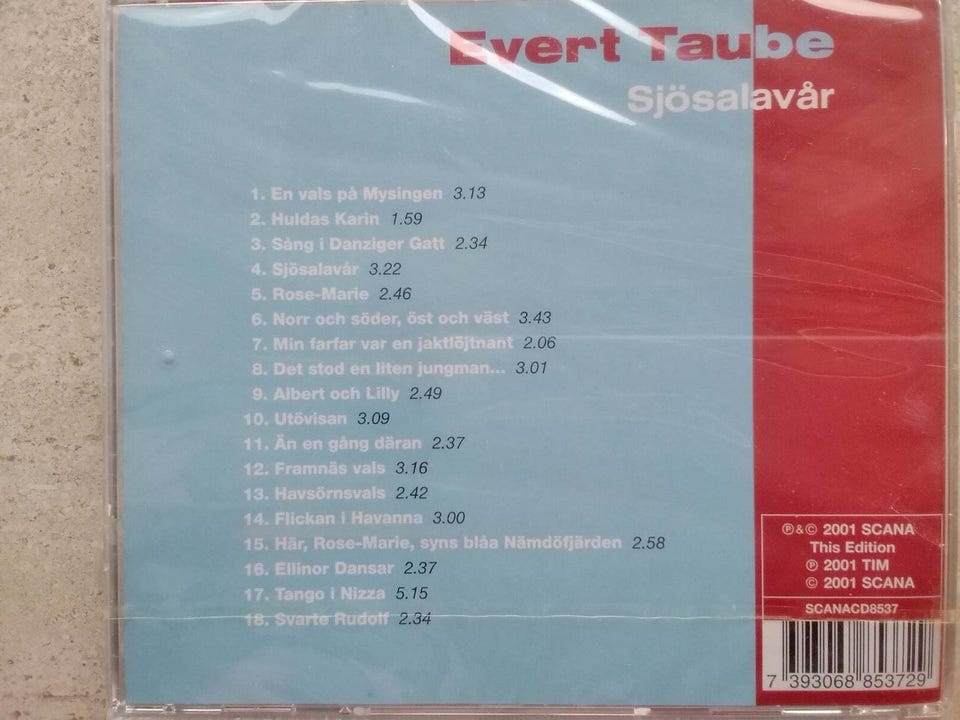 Evert Taube
Sjösalavår
1. En vals på Mysingen 3.13
2. Huldas Karin 1.59
3. Sång i Danziger Gatt 2.34
4. Sjösalavår 3.22
5. Rose-Marie 2.46
6. Norr och söder, öst och väst 3.43
7. Min farfar var en jaktlöjtnant 2.06
8. Det stod en liten jungman... 3.01
9. Albert och Lilly 2.49
10. Utövisan 3.09
11. Än en gång däran 2.37
12. Framnäs vals 3.16
13. Havsörnsvals 2.42
14. Flickan i Havanna 3.00
15. Här, Rose-Marie, syns blåa Nämdöfjärden 2.58
16. Ellinor Dansar 2.37
17. Tango i Nizza 5.15
18. Svarte Rudolf 2.34
℗&© 2001 SCANA
This Edition
℗ 2001 TIM
© 2001 SCANA
SCANACD8537
7 393068 853729